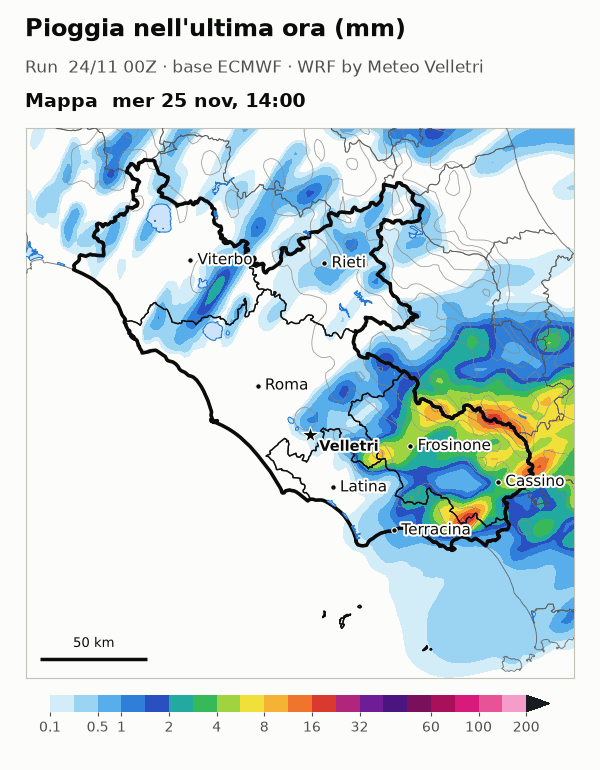 Pioggia nell'ultima ora (mm)
Run  24/11 00Z · base ECMWF · WRF by Meteo Velletri
Mappa  mer 25 nov, 14:00
Viterbo
Rieti
Roma
Velletri
Frosinone
Latina
Cassino
Terracina
50 km
0.1 0.5 1 2 4 8 16 32 60 100 200